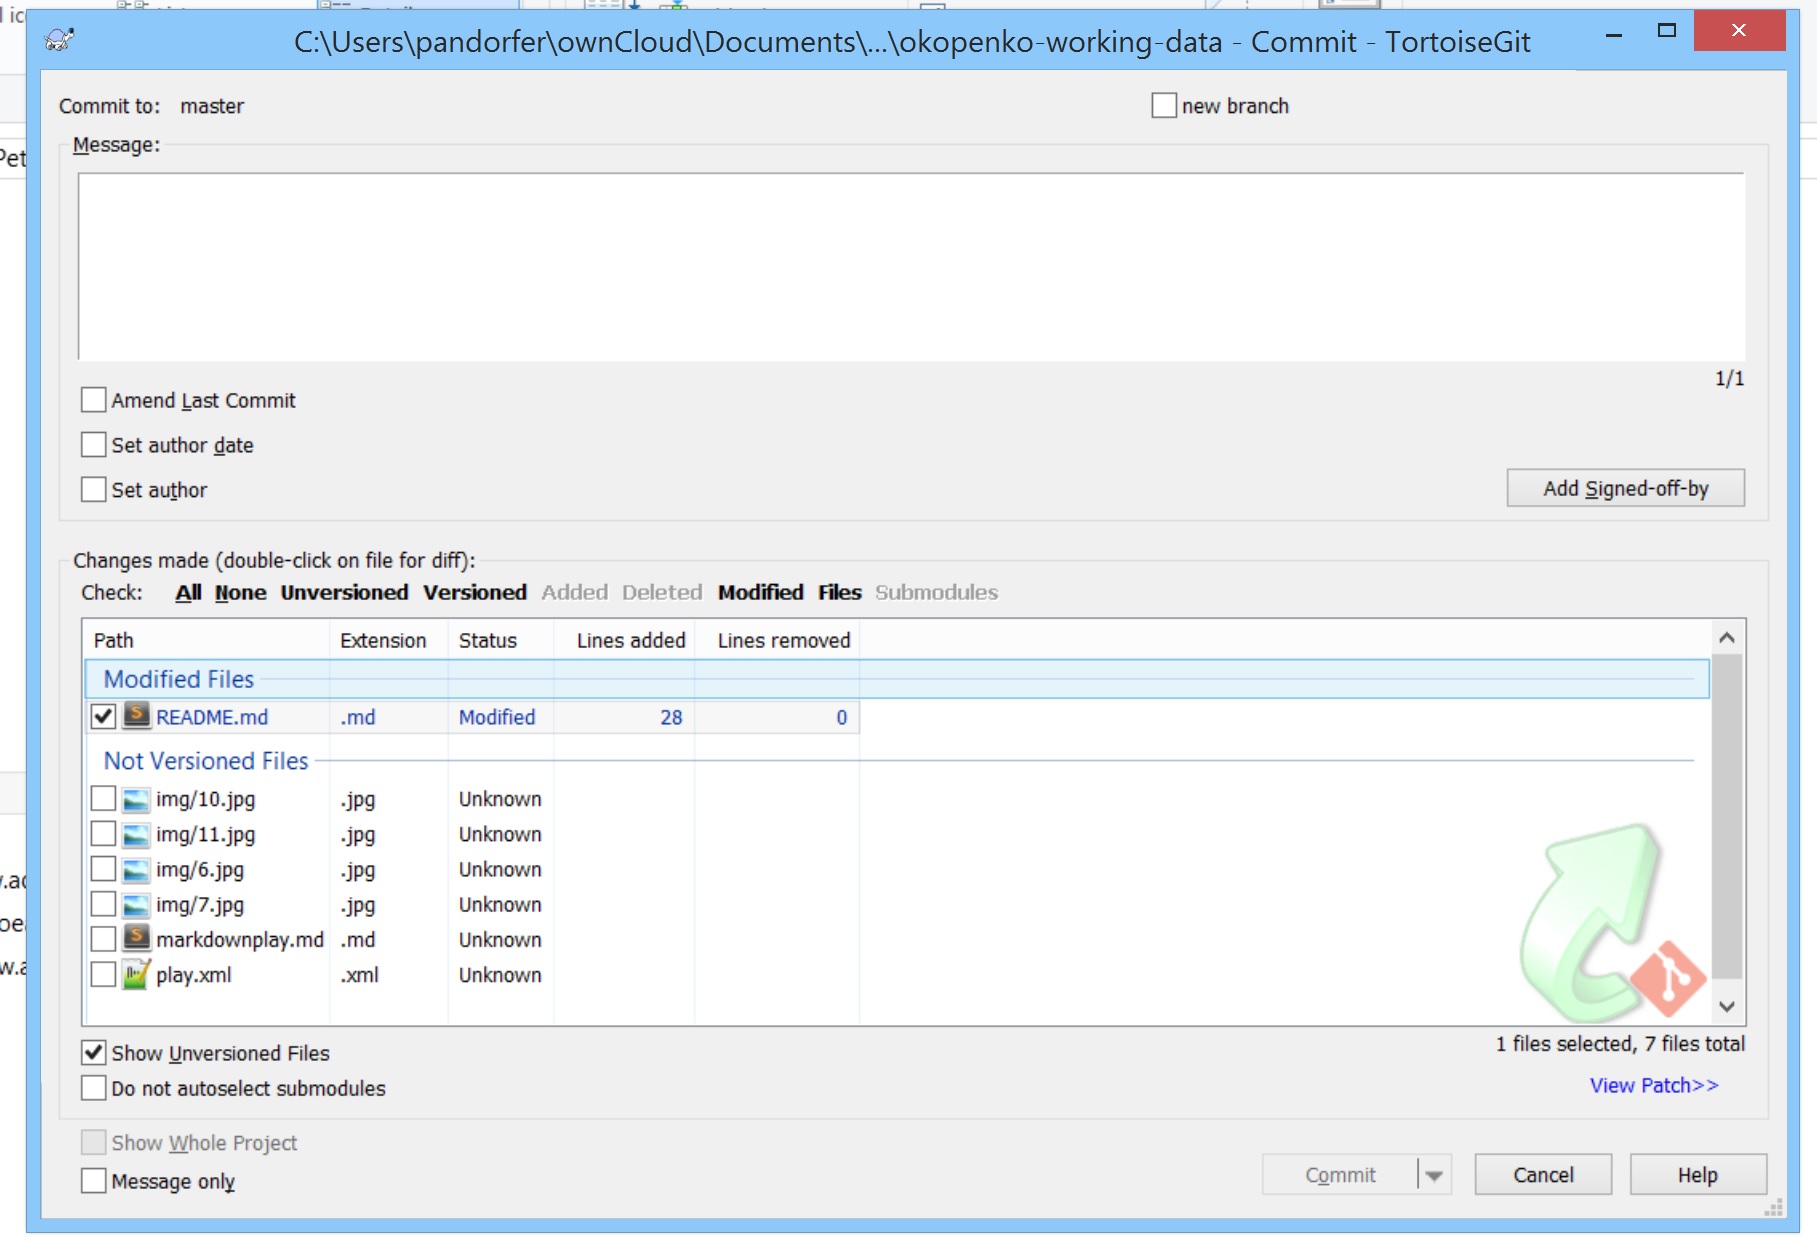 C:\Users\pandorfer\ownCloud\Documents\...\okopenko-working-data - Commit - TortoiseGit
Commit to: master
new branch
Message:
1/1
Amend Last Commit
Set author date
Set author
Add Signed-off-by
Changes made (double-click on file for diff):
Check: All None Unversioned Versioned Added Deleted Modified Files Submodules
Path Extension Status Lines added Lines removed
Modified Files
README.md .md Modified 28 0
Not Versioned Files
img/10.jpg .jpg Unknown
img/11.jpg .jpg Unknown
img/6.jpg .jpg Unknown
img/7.jpg .jpg Unknown
markdownplay.md .md Unknown
play.xml .xml Unknown
Show Unversioned Files
1 files selected, 7 files total
Do not autoselect submodules
View Patch>>
Show Whole Project
Message only
Commit Cancel Help